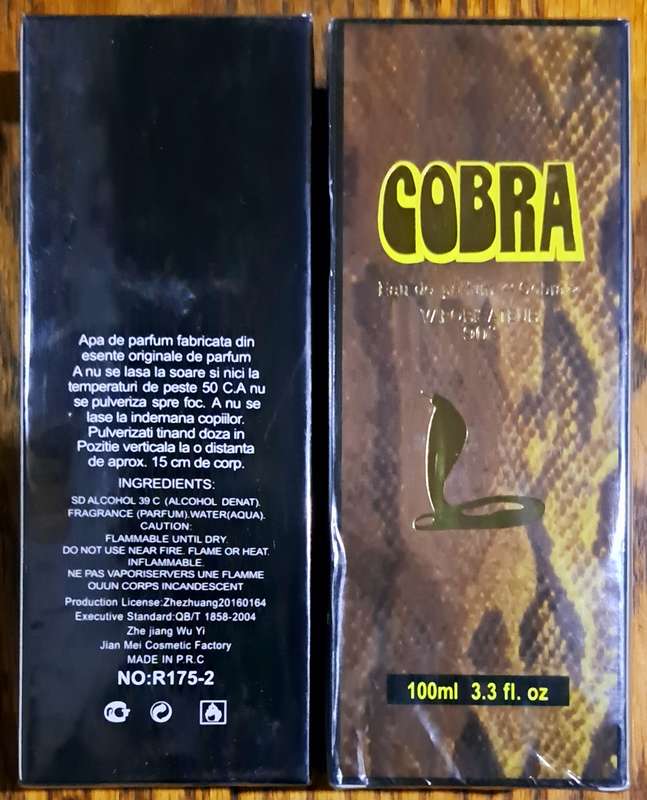 Apa de parfum fabricata din
esente originale de parfum
A nu se lasa la soare si nici la
temperaturi de peste 50 C.A nu
se pulveriza spre foc. A nu se
lase la indemana copiilor.
Pulverizati tinand doza in
Pozitie verticala la o distanta
de aprox. 15 cm de corp.
INGREDIENTS:
SD ALCOHOL 39 C (ALCOHOL DENAT).
FRAGRANCE (PARFUM).WATER(AQUA).
CAUTION:
FLAMMABLE UNTIL DRY.
DO NOT USE NEAR FIRE. FLAME OR HEAT.
INFLAMMABLE.
NE PAS VAPORISERVERS UNE FLAMME
OUUN CORPS INCANDESCENT
Production License:Zhezhuang20160164
Executive Standard:QB/T 1858-2004
Zhe jiang Wu Yi
Jian Mei Cosmetic Factory
MADE IN P.R.C
NO:R175-2
COBRA
Eau de parfum
VAPORISATEUR
100ml 3.3 fl. oz